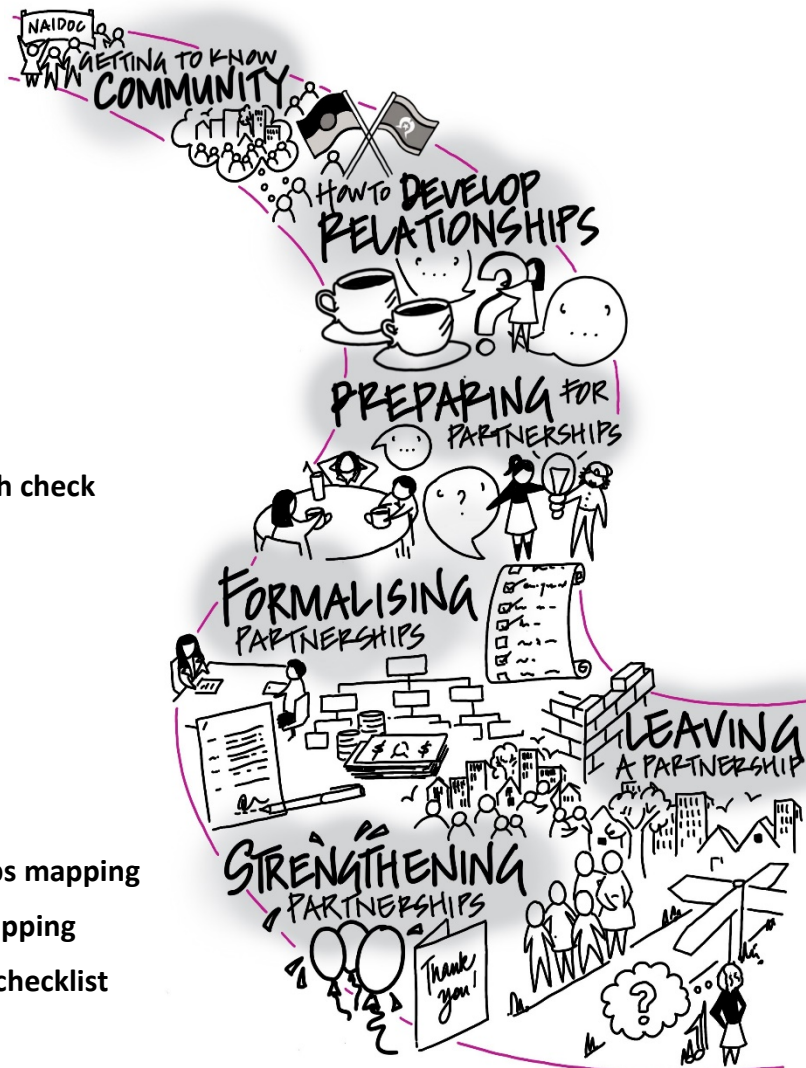 NAIDOC
GETTING TO KNOW
COMMUNITY
HOW TO DEVELOP
RELATIONSHIPS
PREPARING FOR
PARTNERSHIPS
h check
FORMALISING
PARTNERSHIPS
$ $
LEAVING
A PARTNERSHIP
STRENGTHENING
PARTNERSHIPS
ps mapping
pping
checklist
Thank
you!
?